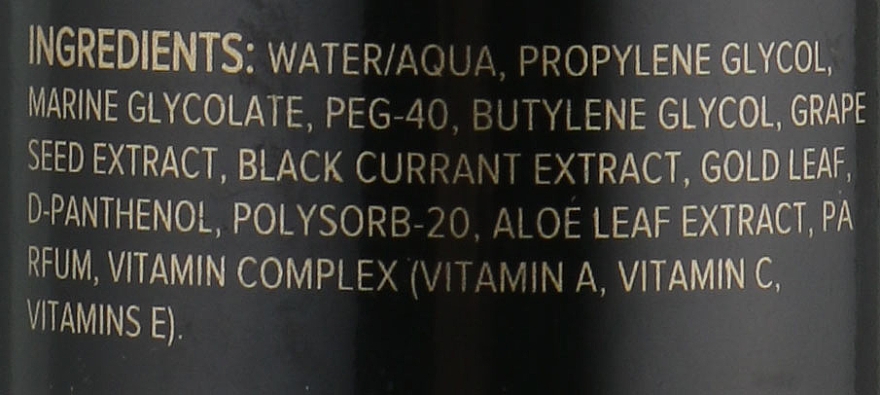 INGREDIENTS: WATER/AQUA, PROPYLENE GLYCOL,
MARINE GLYCOLATE, PEG-40, BUTYLENE GLYCOL, GRAPE
SEED EXTRACT, BLACK CURRANT EXTRACT, GOLD LEAF,
D-PANTHENOL, POLYSORB-20, ALOE LEAF EXTRACT, PA
RFUM, VITAMIN COMPLEX (VITAMIN A, VITAMIN C,
VITAMINS E).